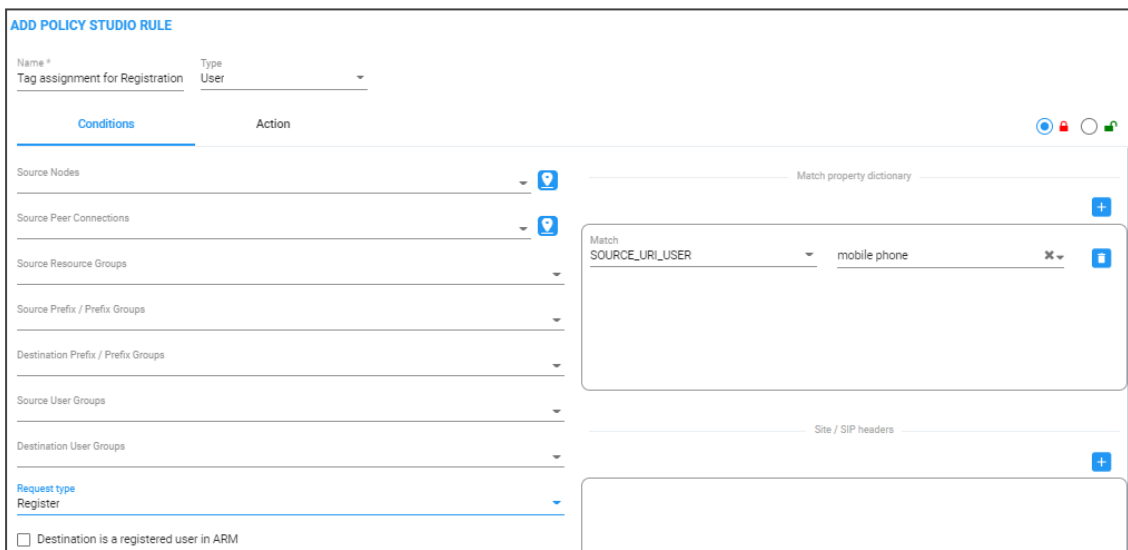 ADD POLICY STUDIO RULE
Name *
Type
Tag assignment for Registration
User
Conditions
Action
Source Nodes
Source Peer Connections
Source Resource Groups
Source Prefix / Prefix Groups
Destination Prefix / Prefix Groups
Source User Groups
Destination User Groups
Request type
Register
Destination is a registered user in ARM
Match property dictionary
Match
SOURCE_URI_USER
mobile phone
Site / SIP headers